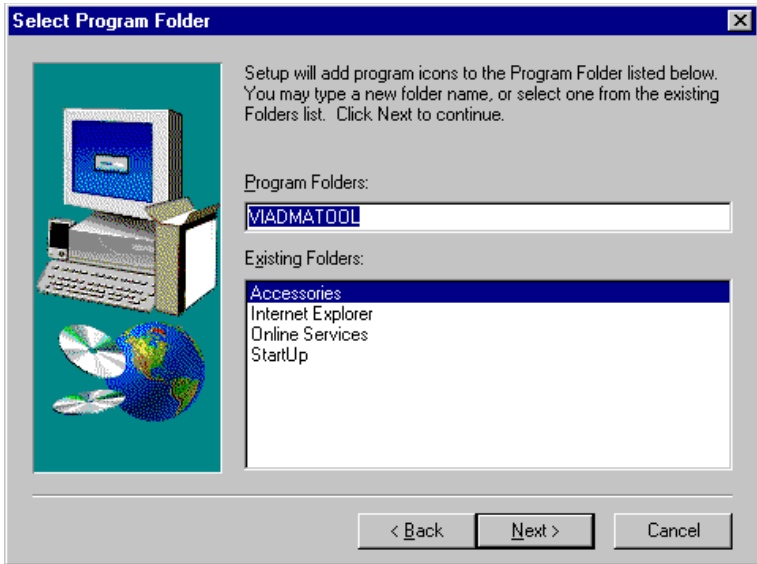 Select Program Folder
Setup will add program icons to the Program Folder listed below.
You may type a new folder name, or select one from the existing
Folders list. Click Next to continue.
Program Folders:
VIADMATOOL
Existing Folders:
Accessories
Internet Explorer
Online Services
StartUp
< Back
Next >
Cancel